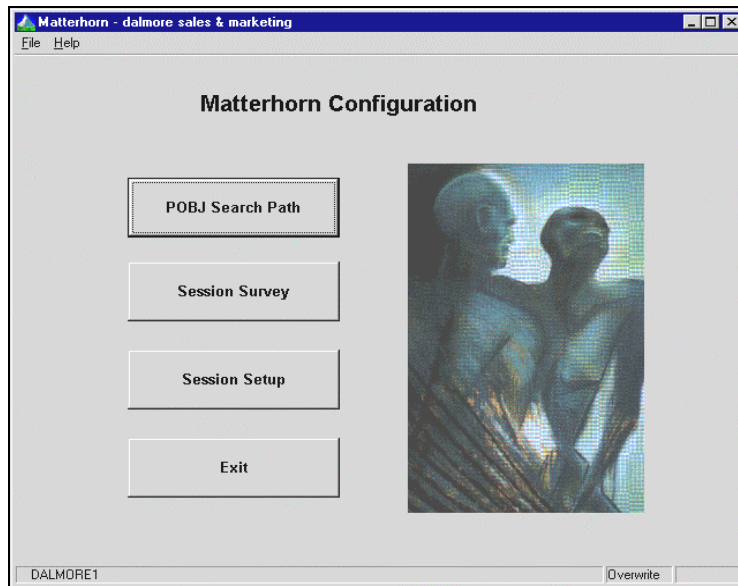 Matterhorn - dalmore sales & marketing
File Help
Matterhorn Configuration
POBJ Search Path
Session Survey
Session Setup
Exit
DALMORE1 Overwrite